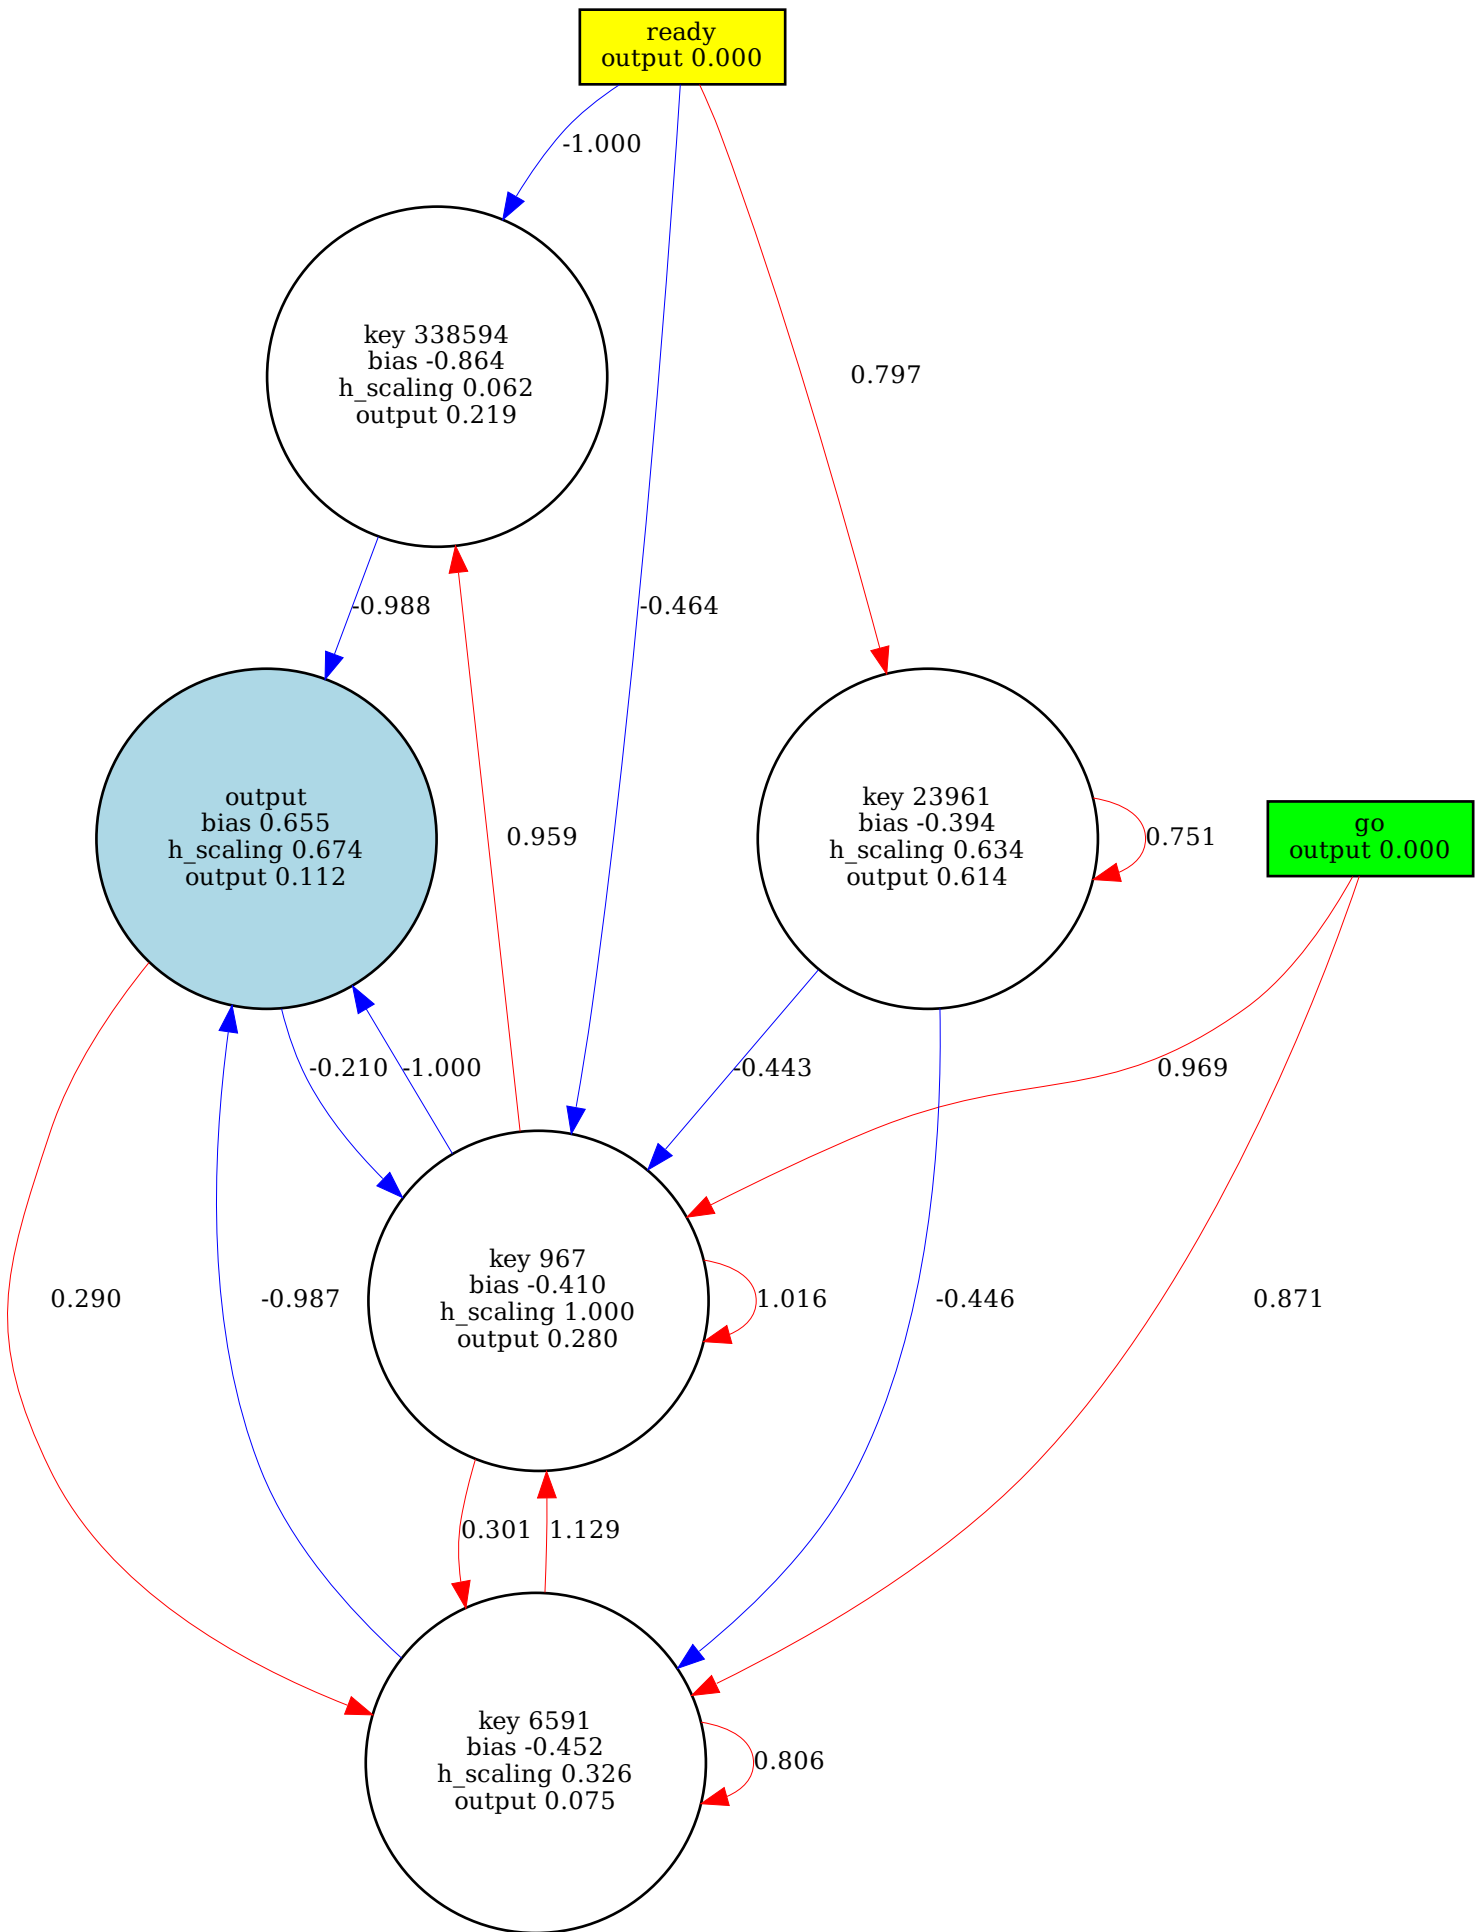 ready
output 0.000
-1.000
key 338594
bias -0.864
h_scaling 0.062
output 0.219
0.797
-0.988
-0.464
output
bias 0.655
h_scaling 0.674
output 0.112
0.959
key 23961
bias -0.394
h_scaling 0.634
output 0.614
0.751
go
output 0.000
-0.210
-1.000
-0.443
0.969
0.290
-0.987
key 967
bias -0.410
h_scaling 1.000
output 0.280
1.016
-0.446
0.871
0.301
1.129
key 6591
bias -0.452
h_scaling 0.326
output 0.075
0.806